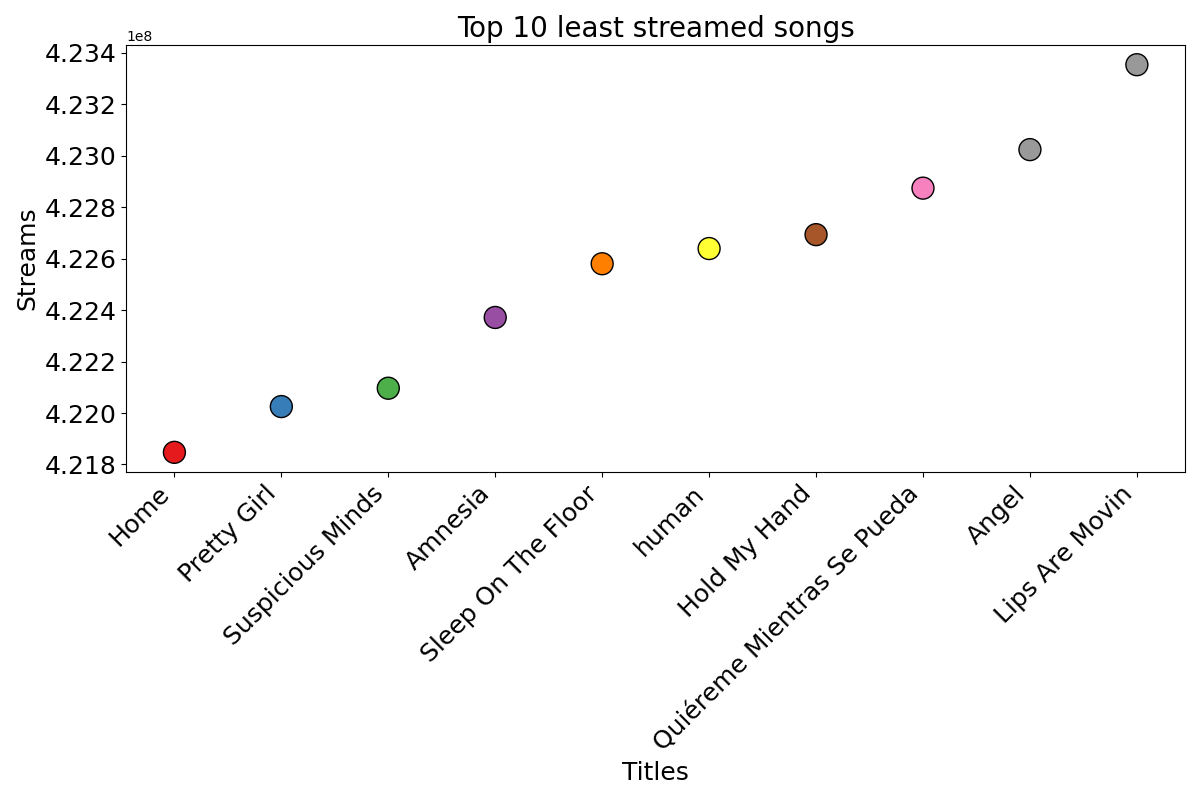 Top 10 least streamed songs
1e8
4.234
4.232
4.230
4.228
4.226
4.224
4.222
4.220
4.218
Streams
Home
Pretty Girl
Suspicious Minds
Amnesia
Sleep On The Floor
human
Hold My Hand
Quiéreme Mientras Se Pueda
Angel
Lips Are Movin
Titles